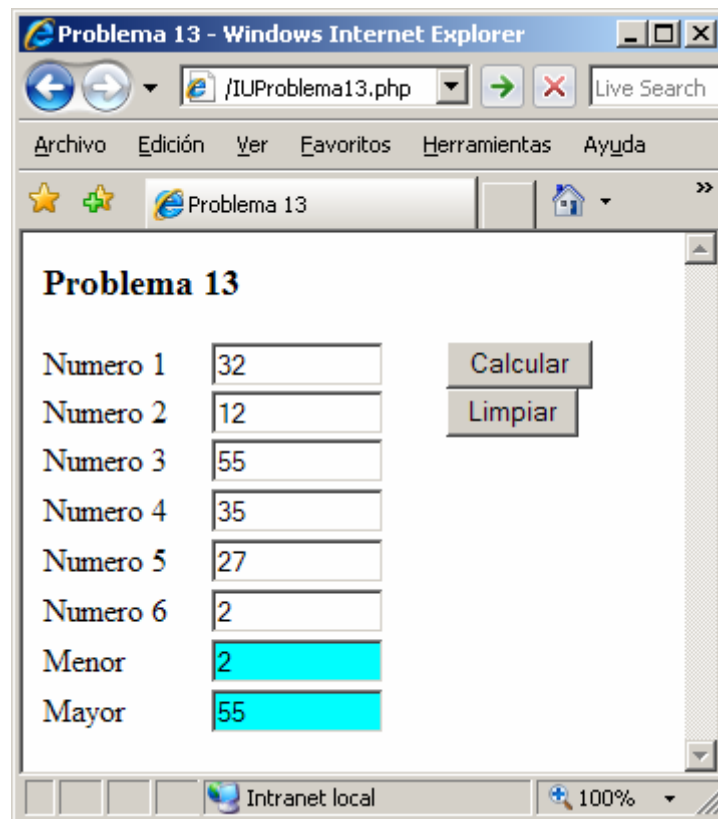 Problema 13 - Windows Internet Explorer
/IUProblema13.php Live Search
Archivo Edición Ver Favoritos Herramientas Ayuda
Problema 13 »
Problema 13
Numero 1 32 Calcular
Numero 2 12 Limpiar
Numero 3 55
Numero 4 35
Numero 5 27
Numero 6 2
Menor 2
Mayor 55
Intranet local 100%